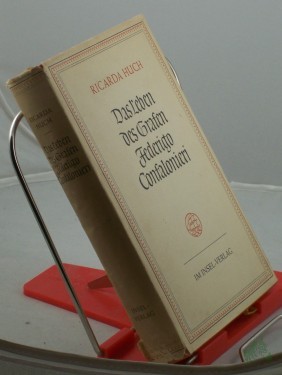 RICARDA HUCH
Das Leben
des Grafen
Federigo
Confalonieri
IM INSEL-VERLAG